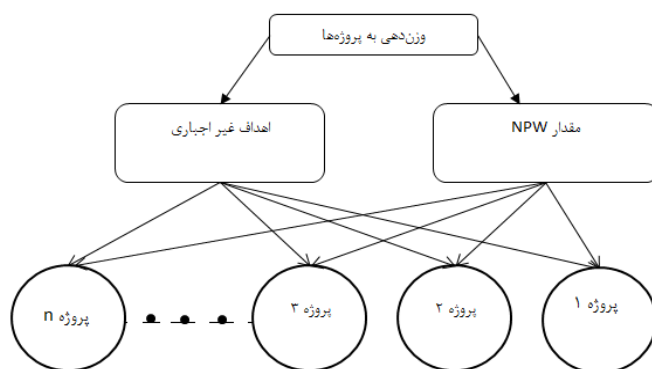 وزن‌دهی به پروژه‌ها
مقدار NPW
اهداف غیر اجباری
پروژه ۱
پروژه ۲
پروژه ۳
پروژه n